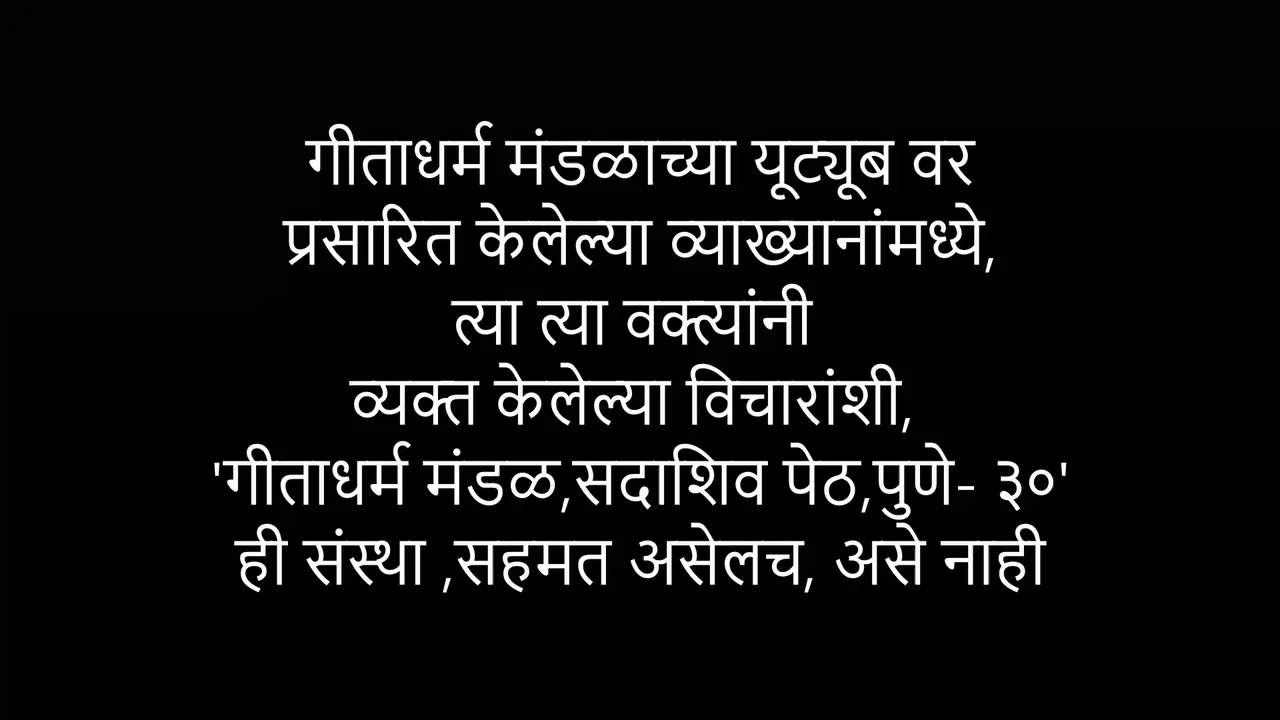 गीताधर्म मंडळाच्या यूट्यूब वर
प्रसारित केलेल्या व्याख्यानांमध्ये,
त्या त्या वक्त्यांनी
व्यक्त केलेल्या विचारांशी,
'गीताधर्म मंडळ,सदाशिव पेठ,पुणे- ३०'
ही संस्था ,सहमत असेलच, असे नाही